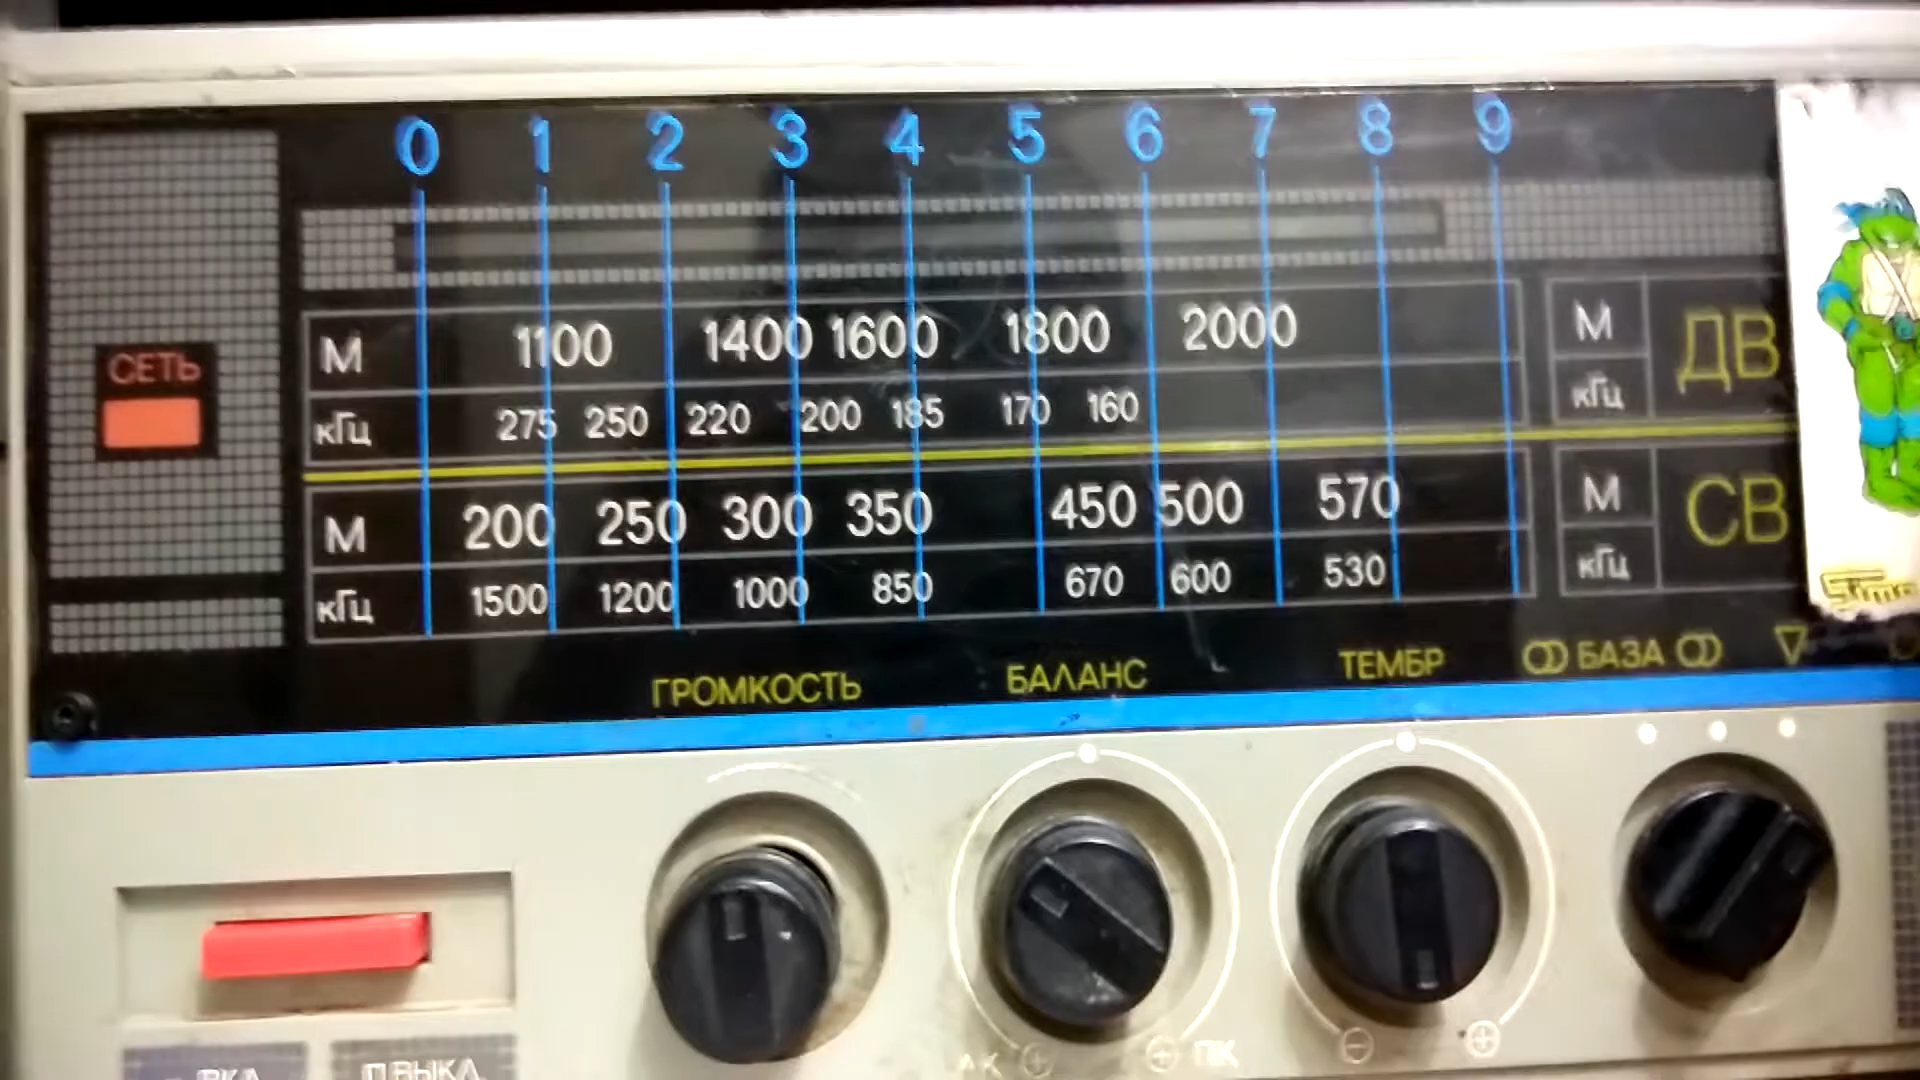 0 1 2 3 4 5 6 7 8 9
М 1100 1400 1600 1800 2000 М ДВ
кГц 275 250 220 200 185 170 160 кГц
СЕТЬ
М 200 250 300 350 450 500 570 М СВ
кГц 1500 1200 1000 850 670 600 530 кГц
ГРОМКОСТЬ БАЛАНС ТЕМБР БАЗА
ВКЛ ВЫКЛ